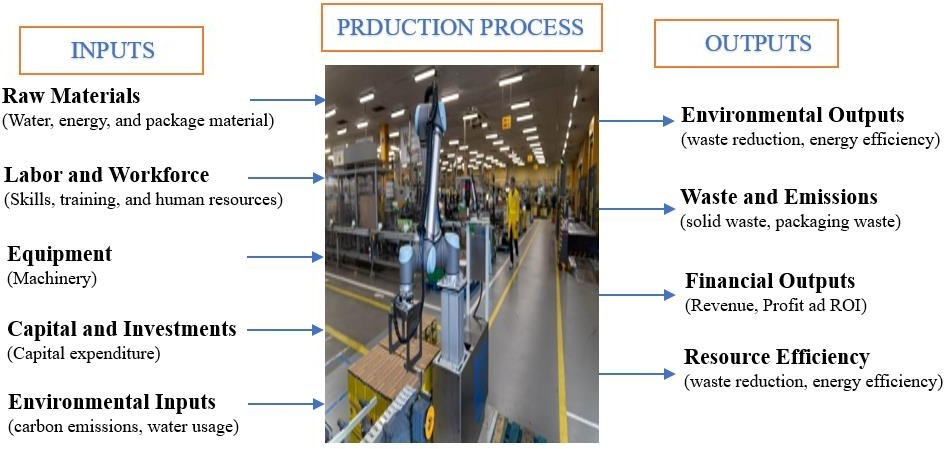 INPUTS
PRDUCTION PROCESS
OUTPUTS
Raw Materials
(Water, energy, and package material)
Labor and Workforce
(Skills, training, and human resources)
Equipment
(Machinery)
Capital and Investments
(Capital expenditure)
Environmental Inputs
(carbon emissions, water usage)
Environmental Outputs
(waste reduction, energy efficiency)
Waste and Emissions
(solid waste, packaging waste)
Financial Outputs
(Revenue, Profit ad ROI)
Resource Efficiency
(waste reduction, energy efficiency)